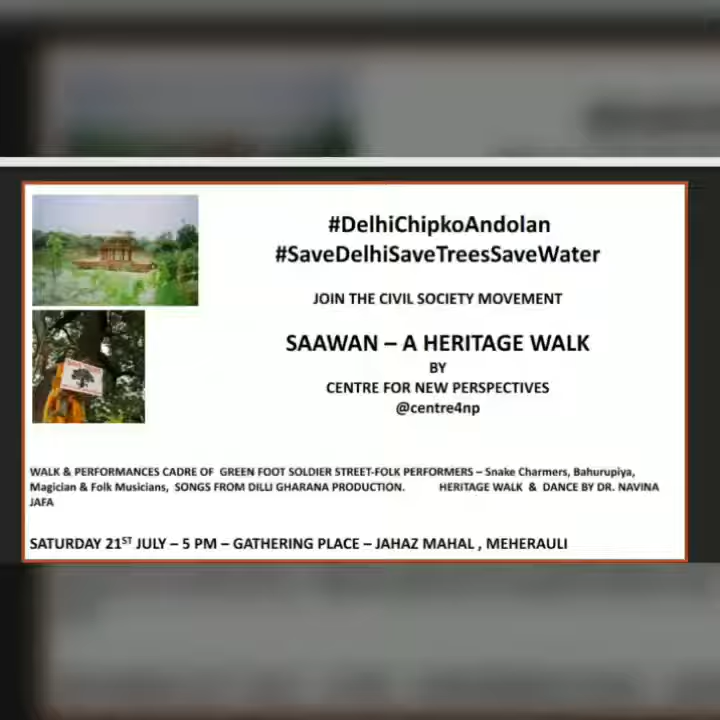 #DelhiChipkoAndolan
#SaveDelhiSaveTreesSaveWater
JOIN THE CIVIL SOCIETY MOVEMENT
SAAWAN – A HERITAGE WALK
BY
CENTRE FOR NEW PERSPECTIVES
@centre4np
WALK & PERFORMANCES CADRE OF GREEN FOOT SOLDIER STREET-FOLK PERFORMERS – Snake Charmers, Bahurupiya,
Magician & Folk Musicians, SONGS FROM DILLI GHARANA PRODUCTION. HERITAGE WALK & DANCE BY DR. NAVINA
JAFA
SATURDAY 21ST JULY – 5 PM – GATHERING PLACE – JAHAZ MAHAL , MEHERAULI